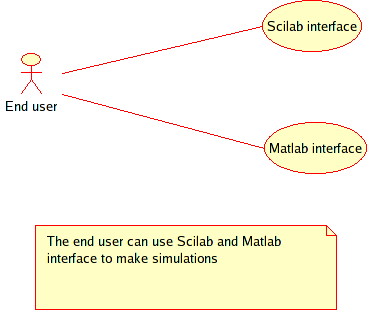 Scilab interface
End user
Matlab interface
The end user can use Scilab and Matlab
interface to make simulations